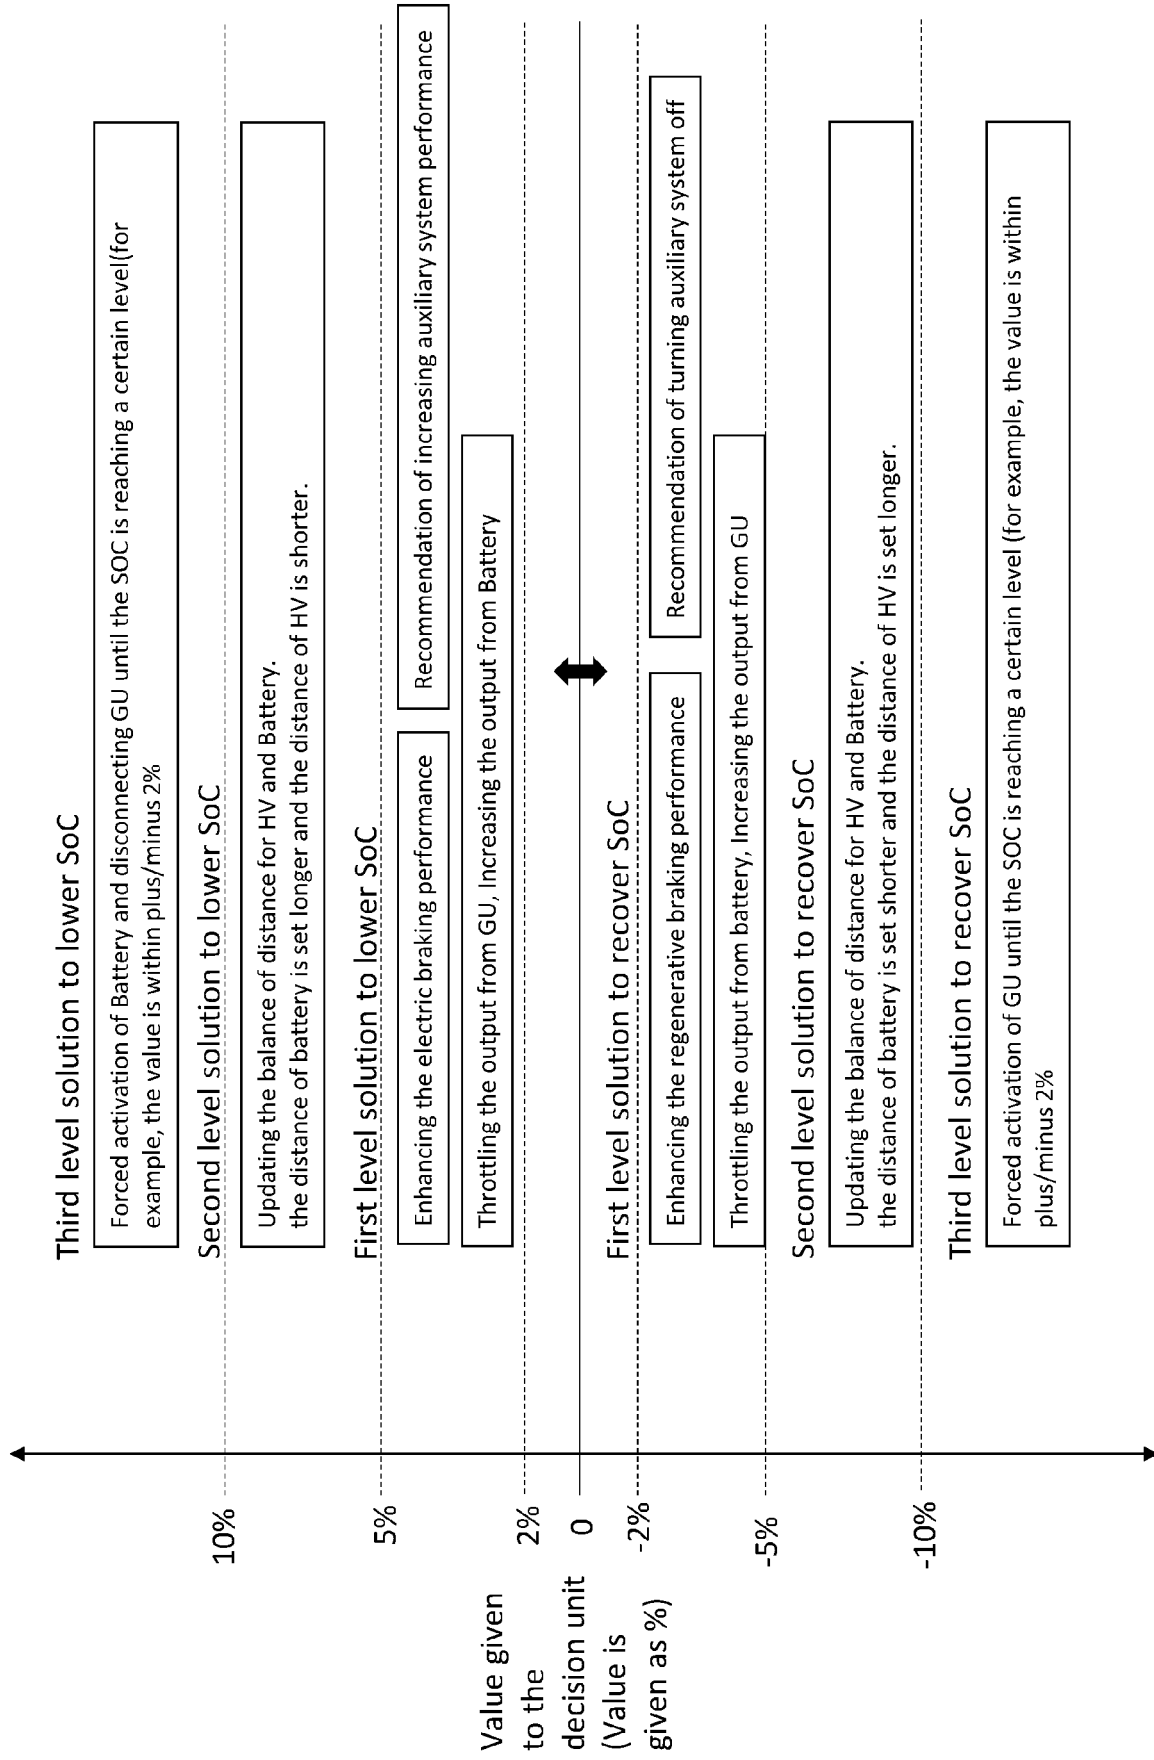 Third level solution to lower SoC
Forced activation of Battery and disconnecting GU until the SOC is reaching a certain level(for
example, the value is within plus/minus 2%
10%
Second level solution to lower SoC
Updating the balance of distance for HV and Battery.
the distance of battery is set longer and the distance of HV is shorter.
5%
First level solution to lower SoC
Enhancing the electric braking performance
Recommendation of increasing auxiliary system performance
Throttling the output from GU, Increasing the output from Battery
2%
0
-2%
Value given
to the
decision unit
(Value is
given as %)
First level solution to recover SoC
Enhancing the regenerative braking performance
Recommendation of turning auxiliary system off
Throttling the output from battery, Increasing the output from GU
-5%
Second level solution to recover SoC
Updating the balance of distance for HV and Battery.
the distance of battery is set shorter and the distance of HV is set longer.
-10%
Third level solution to recover SoC
Forced activation of GU until the SOC is reaching a certain level (for example, the value is within
plus/minus 2%